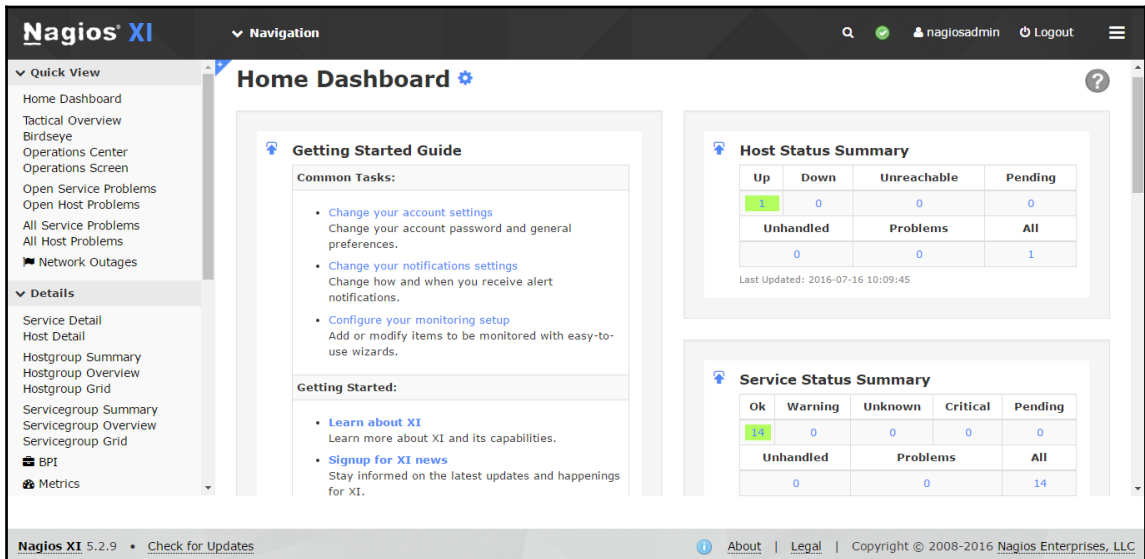 Nagios® XI
Navigation
nagiosadmin
Logout
Quick View
Home Dashboard
Tactical Overview
Birdseye
Operations Center
Operations Screen
Open Service Problems
Open Host Problems
All Service Problems
All Host Problems
Network Outages
Details
Service Detail
Host Detail
Hostgroup Summary
Hostgroup Overview
Hostgroup Grid
Servicegroup Summary
Servicegroup Overview
Servicegroup Grid
BPI
Metrics
Home Dashboard
?
Getting Started Guide
Common Tasks:
• Change your account settings
Change your account password and general
preferences.
• Change your notifications settings
Change how and when you receive alert
notifications.
• Configure your monitoring setup
Add or modify items to be monitored with easy-to-
use wizards.
Getting Started:
• Learn about XI
Learn more about XI and its capabilities.
• Signup for XI news
Stay informed on the latest updates and happenings
for XI.
Host Status Summary
Up Down Unreachable Pending
1 0 0 0
Unhandled Problems All
0 0 1
Last Updated: 2016-07-16 10:09:45
Service Status Summary
Ok Warning Unknown Critical Pending
14 0 0 0 0
Unhandled Problems All
0 0 14
Nagios XI 5.2.9 • Check for Updates
About | Legal | Copyright © 2008-2016 Nagios Enterprises, LLC